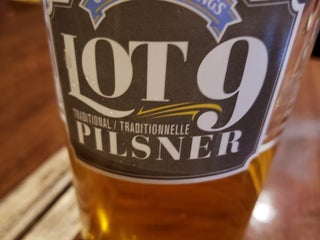 LOT 9
TRADITIONAL / TRADITIONNELLE
PILSNER